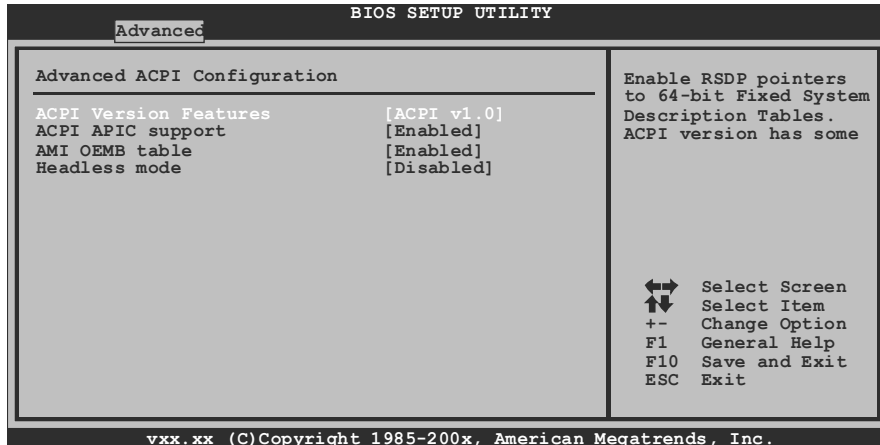 BIOS SETUP UTILITY
Advanced
Advanced ACPI Configuration
ACPI Version Features [ACPI v1.0]
ACPI APIC support [Enabled]
AMI OEMB table [Enabled]
Headless mode [Disabled]
Enable RSDP pointers
to 64-bit Fixed System
Description Tables.
ACPI version has some
Select Screen
Select Item
+- Change Option
F1 General Help
F10 Save and Exit
ESC Exit
vxx.xx (C)Copyright 1985-200x, American Megatrends, Inc.